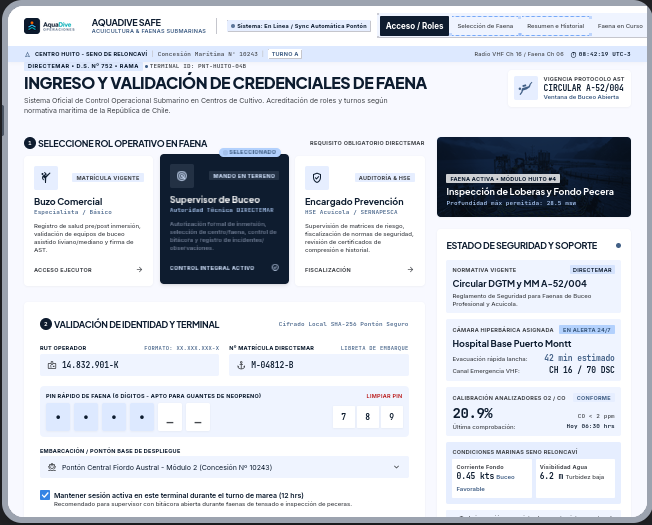 AquaDive
OPERACIONES
AQUADIVE SAFE
ACUICULTURA & FAENAS SUBMARINAS
Sistema: En Línea / Sync Automática Pontón
Acceso / Roles
Selección de Faena
Resumen de Inmersión
Faena en Curso
CENTRO HUITO - SENO DE RELONCAVÍ
Concesión Marítima N° 10243
TURNO A
Radio VHF Ch 16 / Faena Ch 06
08:42:19 UTC-3
DIRECTEMAR • D.S. Nº 752 • RAMA
TERMINAL ID: PNT-HUITO-04B
INGRESO Y VALIDACIÓN DE CREDENCIALES DE FAENA
Sistema Oficial de Control Operacional Submarino en Centros de Cultivo. Acreditación de roles y turnos según
normativa marítima de la República de Chile.
VIGENCIA PROTOCOLO AST
CIRCULAR A-52/004
Ventana de Buceo Abierta
1 SELECCIONE ROL OPERATIVO EN FAENA
REQUISITO OBLIGATORIO DIRECTEMAR
MATRÍCULA VIGENTE
Buzo Comercial
Especialista / Básico
Registro de salud pre/post inmersión,
validación de equipos de buceo
asistido liviano/mediano y firma de
AST.
ACCESO EJECUTOR
SELECCIONADO
MANDO EN TERRENO
Supervisor de Buceo
Autoridad Técnica DIRECTEMAR
Autorización formal de inmersión,
selección de centro/faena, control de
bitácora y registro de incidentes/
observaciones.
CONTROL INTEGRAL ACTIVO
AUDITORÍA & HSE
Encargado Prevención
HSE Acuícola / SERNAPESCA
Supervisión de matrices de riesgo,
fiscalización de normas de seguridad,
revisión de certificados de
compresión e historial.
FISCALIZACIÓN
FAENA ACTIVA • MÓDULO HUITO #4
Inspección de Loberas y Fondo Pecera
Profundidad máx permitida: 28.5 msw
ESTADO DE SEGURIDAD Y SOPORTE
NORMATIVA VIGENTE
DIRECTEMAR
Circular DGTM y MM A-52/004
Reglamento de Seguridad para Faenas de Buceo
Profesional y Acuícola.
CÁMARA HIPERBÁRICA ASIGNADA
EN ALERTA 24/7
Hospital Base Puerto Montt
Evacuación rápida lancha:
42 min estimado
Canal Emergencia VHF:
CH 16 / 70 DSC
CALIBRACIÓN ANALIZADORES O2 / CO
CONFORME
20.9%
CO < 2 ppm
Última comprobación:
Hoy 06:30 hrs
CONDICIONES MARINAS SENO RELONCAVÍ
Corriente Fondo
0.45 kts Bueceo
Favorable
Visibilidad Agua
6.2 m Turbidez baja
2 VALIDACIÓN DE IDENTIDAD Y TERMINAL
Cifrado Local SHA-256 Pontón Seguro
RUT OPERADOR
FORMATO: XX.XXX.XXX-X
14.832.901-K
Nº MATRÍCULA DIRECTEMAR
LIBRETA DE EMBARQUE
M-04812-B
PIN RÁPIDO DE FAENA (6 DÍGITOS - APTO PARA GUANTES DE NEOPRENO)
LIMPIAR PIN
• • • • _ _
7 8 9
EMBARCACIÓN / PONTÓN BASE DE DESPLIEGUE
Pontón Central Fiordo Austral - Módulo 2 (Concesión Nº 10243)
Mantener sesión activa en este terminal durante el turno de marea (12 hrs)
Recomendado para supervisor con bitácora abierta durante faenas de tensado e inspección de peceras.